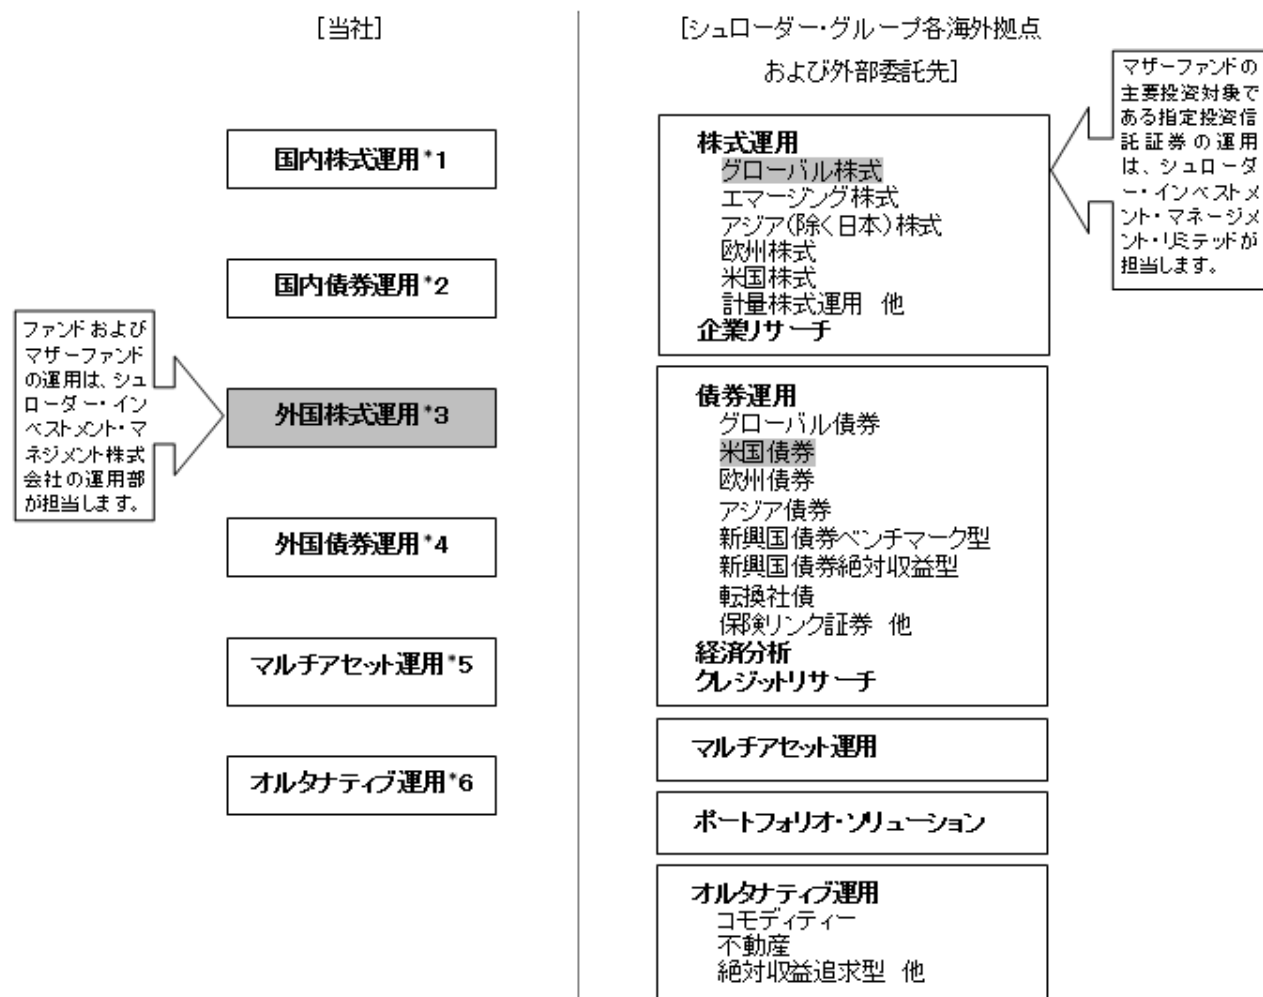 [当社]
国内株式運用*1
国内債券運用*2
ファンドおよび
マザーファンド
の運用は、シュ
ローダー・イン
ベストメント・マ
ネジメント株式
会社の運用部
が担当します。
外国株式運用*3
外国債券運用*4
マルチアセット運用*5
オルタナティブ運用*6
[シュローダー・グループ各海外拠点
および外部委託先]
株式運用
グローバル株式
エマージング株式
アジア(除く日本)株式
欧州株式
米国株式
計量株式運用 他
企業リサーチ
マザーファンドの
主要投資対象で
ある指定投資信
託証券の運用
は、シュローダ
ー・インベストメ
ント・マネージメ
ント・リミテッドが
担当します。
債券運用
グローバル債券
米国債券
欧州債券
アジア債券
新興国債券ベンチマーク型
新興国債券絶対収益型
転換社債
保険リンク証券 他
経済分析
クレジットリサーチ
マルチアセット運用
ポートフォリオ・ソリューション
オルタナティブ運用
コモディティー
不動産
絶対収益追求型 他